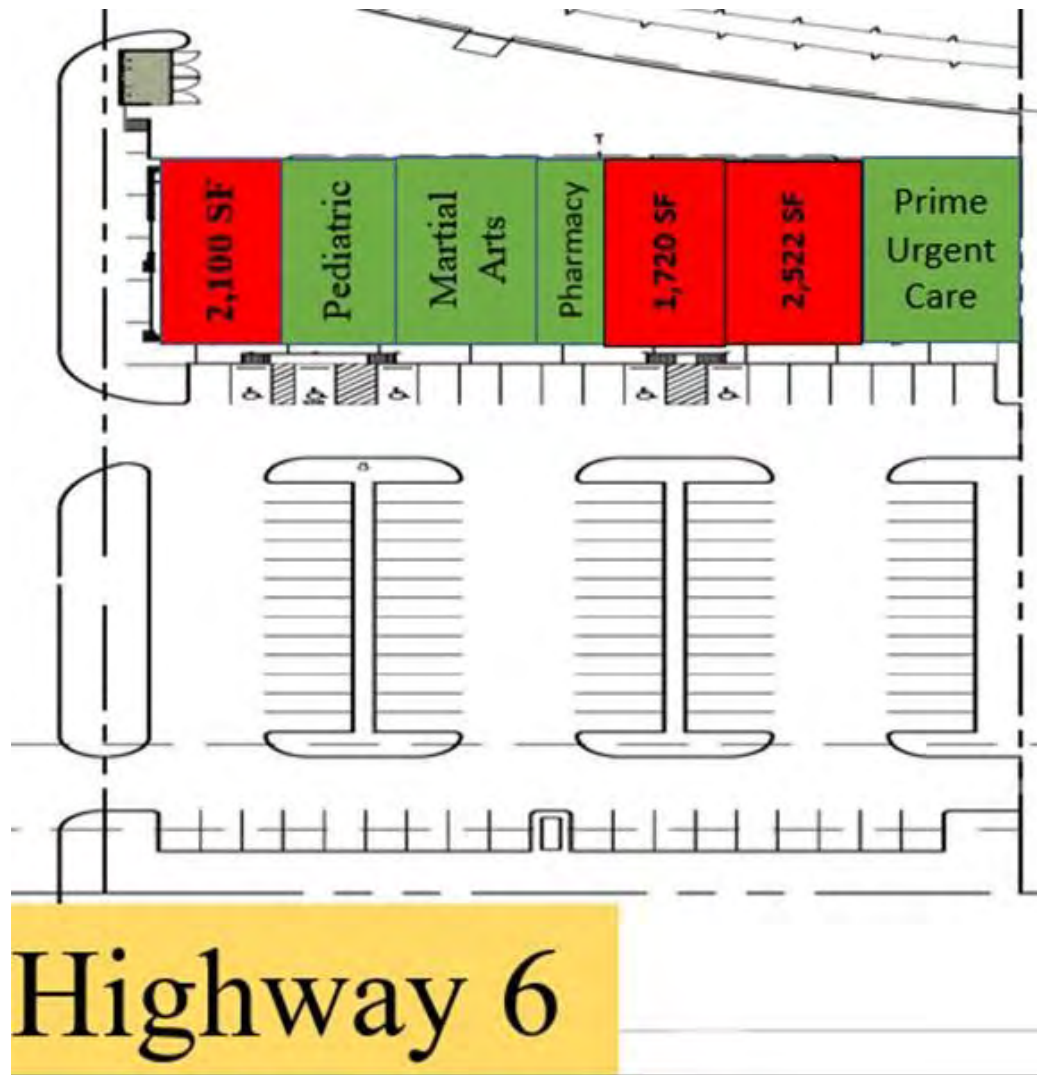 2,100 SF
Pediatric
Martial
Arts
Pharmacy
1,720 SF
2,522 SF
Prime
Urgent
Care
Highway 6